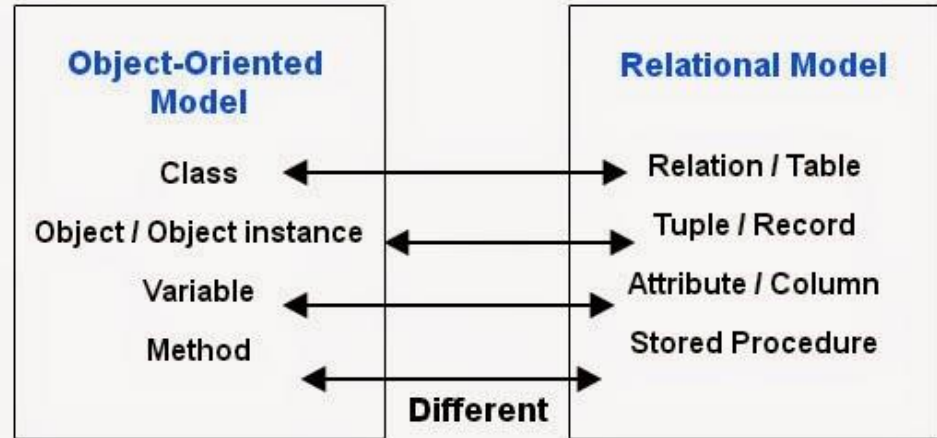 Object-Oriented
Model
Class
Object / Object instance
Variable
Method
Relational Model
Relation / Table
Tuple / Record
Attribute / Column
Stored Procedure
Different